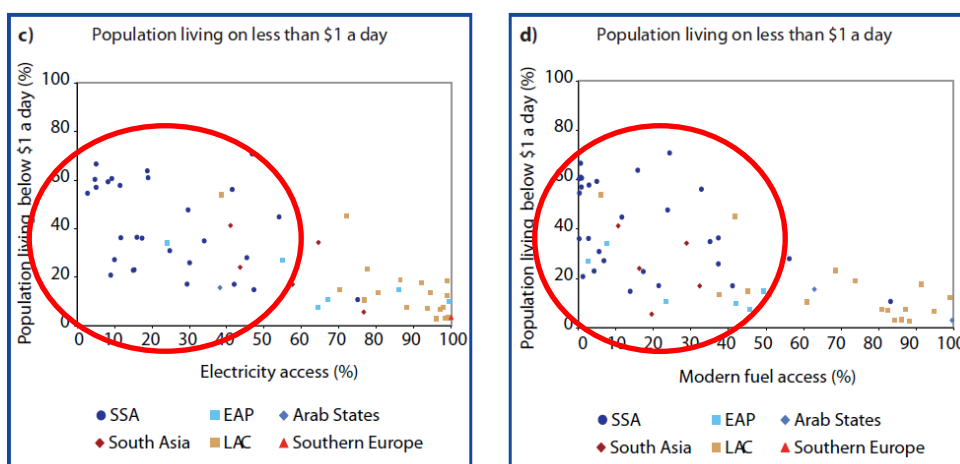 c) Population living on less than $1 a day
Population living below $1 a day (%)
100
80
60
40
20
0
0 10 20 30 40 50 60 70 80 90 100
Electricity access (%)
SSA EAP Arab States
South Asia LAC Southern Europe
d) Population living on less than $1 a day
Population living below $1 a day (%)
100
80
60
40
20
0
0 10 20 30 40 50 60 70 80 90 100
Modern fuel access (%)
SSA EAP Arab States
South Asia LAC Southern Europe